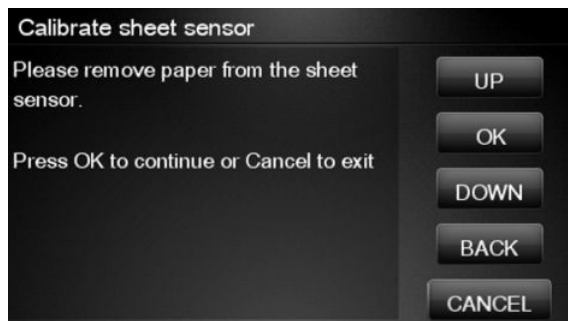 Calibrate sheet sensor
Please remove paper from the sheet
sensor.
Press OK to continue or Cancel to exit
UP
OK
DOWN
BACK
CANCEL